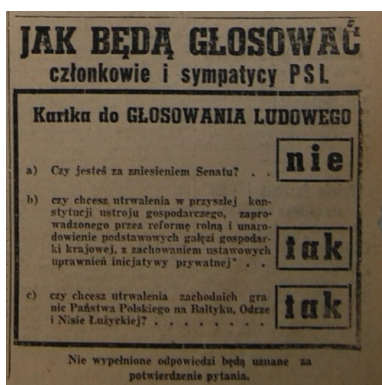 JAK BĘDĄ GŁOSOWAĆ
członkowie i sympatycy PSL
Kartka do GŁOSOWANIA LUDOWEGO
a) Czy jesteś za zniesieniem Senatu? . . nie
b) czy chcesz utrwalenia w przyszłej kon-
stytucji ustroju gospodarczego, zapro-
wadzonego przez reformę rolną i unaro-
dowienie podstawowych gałęzi gospodar-
ki krajowej, z zachowaniem ustawowych
uprawnień inicjatywy prywatnej" . . tak
c) czy chcesz utrwalenia zachodnich gra
nic Państwa Polskiego na Bałtyku, Odrze
i Nisie Łużyckiej? . . . . . . . . tak
Nie wypełnione odpowiedzi będą uznane za
potwierdzenie pytania.